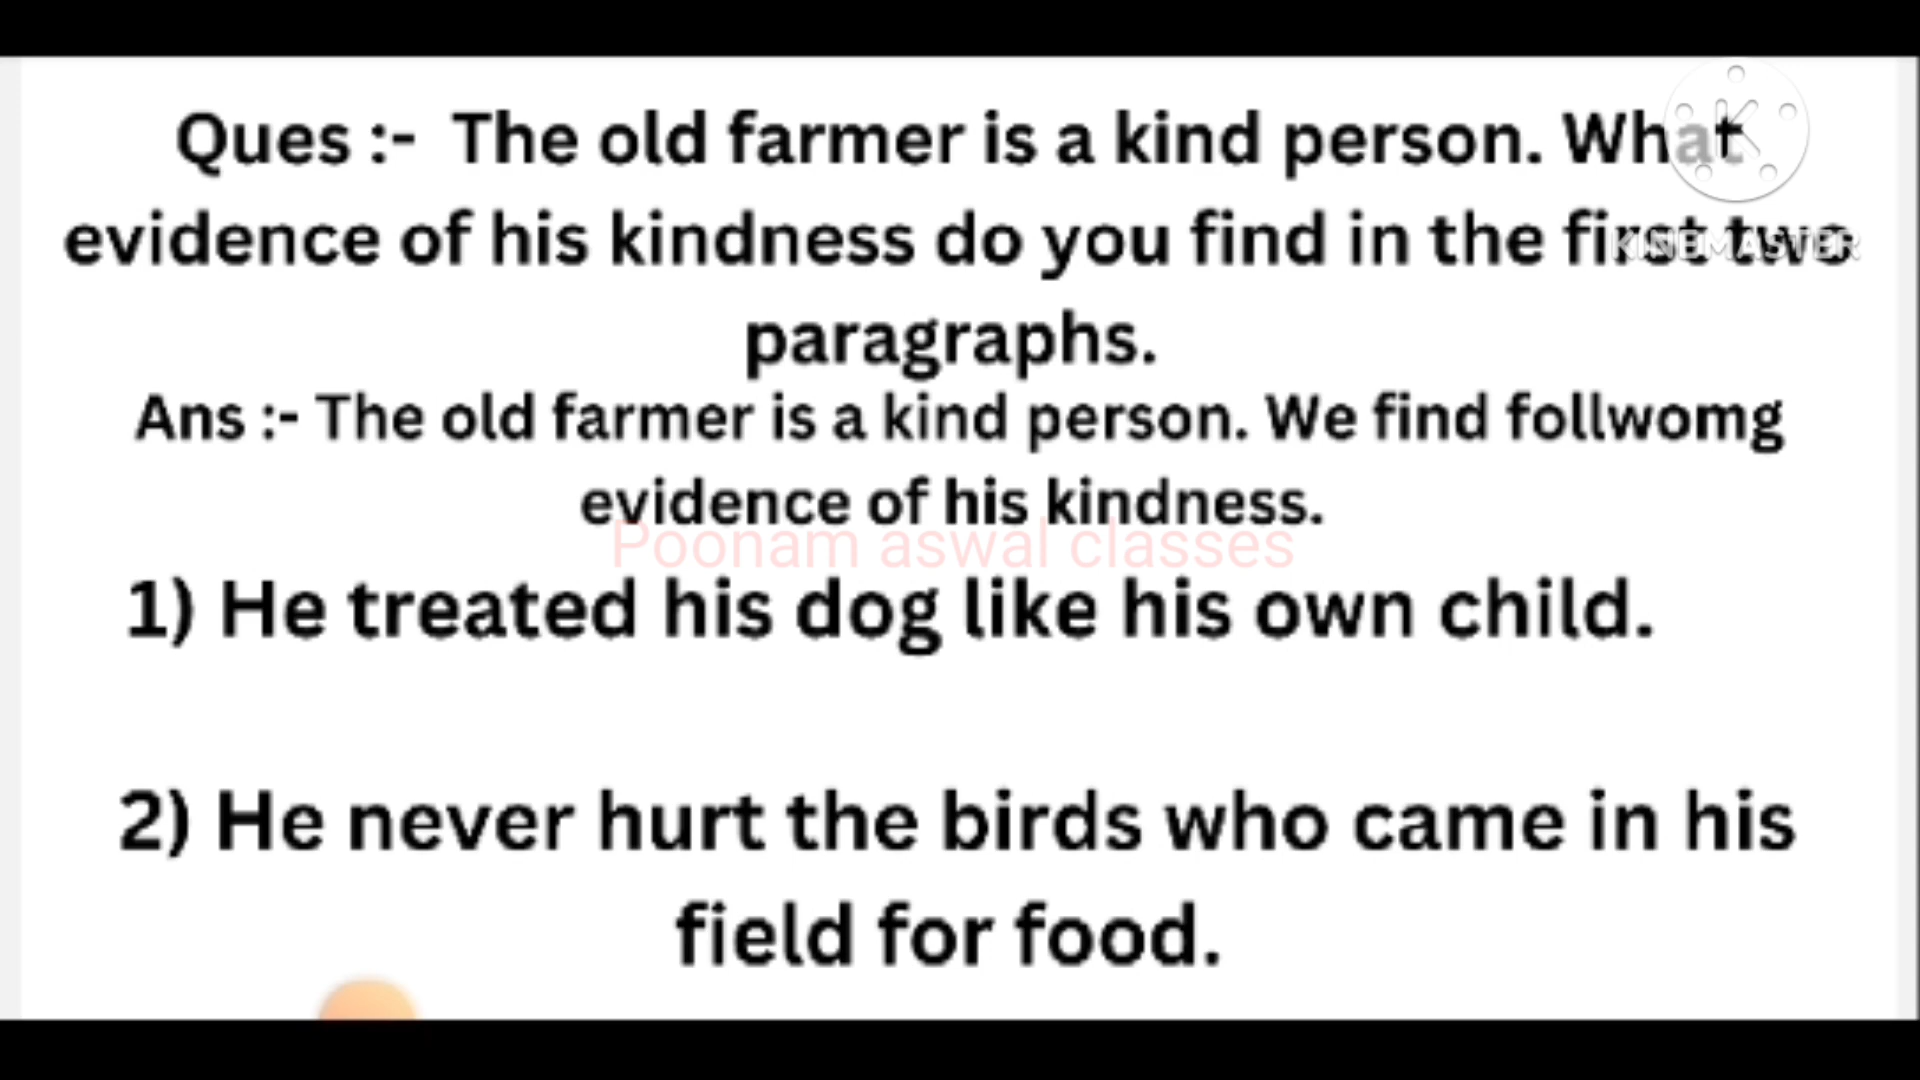 Ques :- The old farmer is a kind person. What
evidence of his kindness do you find in the first two
KINEMASTER
paragraphs.
Ans :- The old farmer is a kind person. We find follwomg
evidence of his kindness.
Poonam aswal classes
1) He treated his dog like his own child.
2) He never hurt the birds who came in his
field for food.